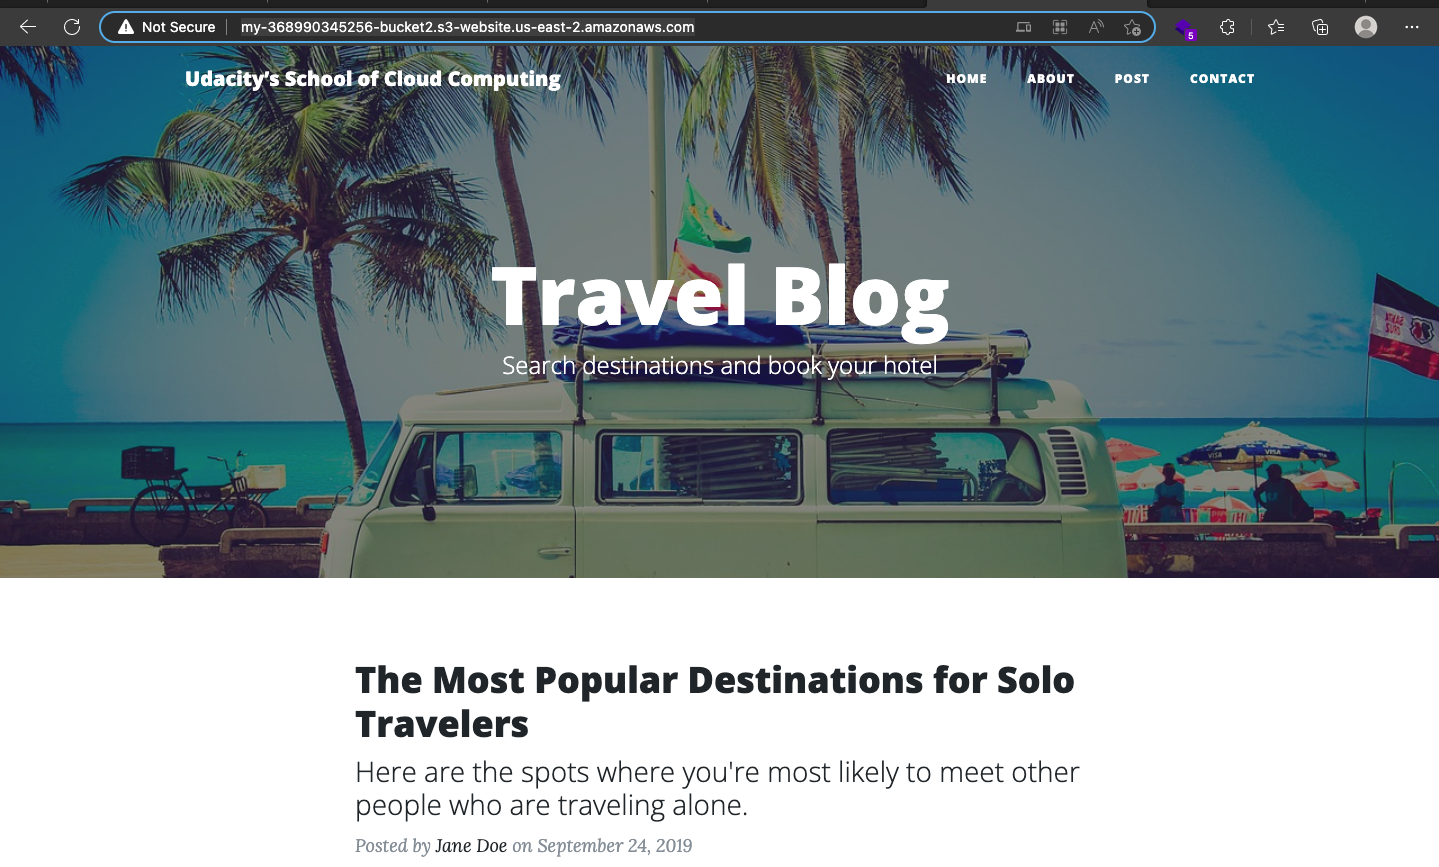 Not Secure
my-368990345256-bucket2.s3-website.us-east-2.amazonaws.com
6
Udacity's School of Cloud Computing
HOME
ABOUT
POST
CONTACT
Travel Blog
Search destinations and book your hotel
VISA
VISA
The Most Popular Destinations for Solo
Travelers
Here are the spots where you're most likely to meet other
people who are traveling alone.
Posted by Jane Doe on September 24, 2019